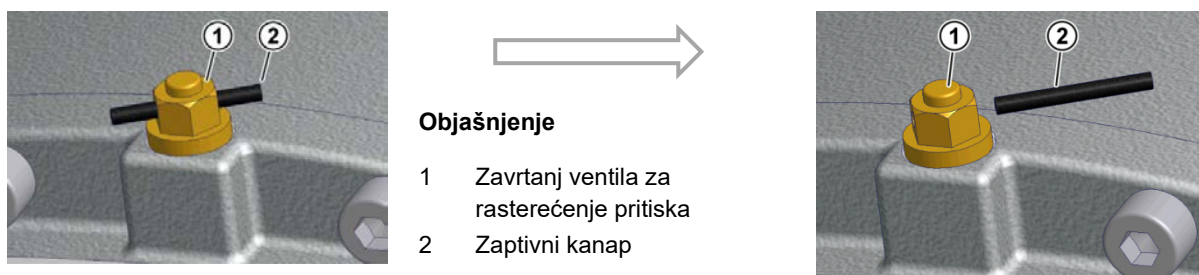 1 2
1 2
Objašnjenje
1 Zavrtanj ventila za
rasterećenje pritiska
2 Zaptivni kanap